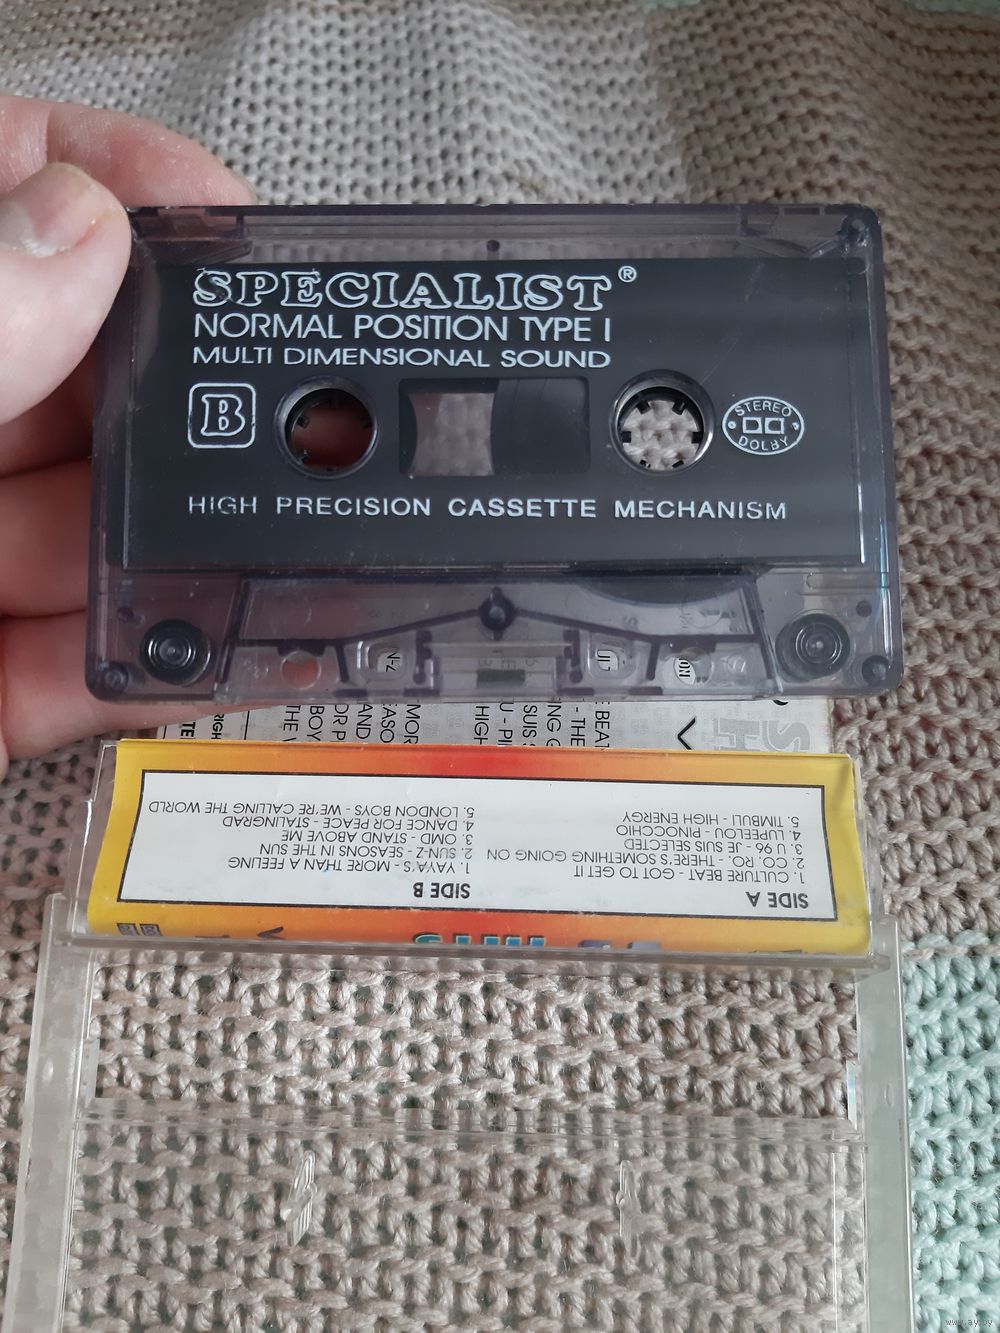 SPECIALIST®
NORMAL POSITION TYPE I
MULTI DIMENSIONAL SOUND
B
STEREO
DOLBY
HIGH PRECISION CASSETTE MECHANISM
SIDE A
1. CULTURE BEAT - GOT TO GET IT
2. CO. RO. - THERE'S SOMETHING GOING ON
3. U 96 - JE SUIS SELECTED
4. LUPEELOU - PINOCCHIO
5. TIMBULI - HIGH ENERGY
SIDE B
1. YAYA'S - MORE THAN A FEELING
2. SUN-Z - SEASONS IN THE SUN
3. OMD - STAND ABOVE ME
4. DANCE FOR PEACE - STALINGRAD
5. LONDON BOYS - WE'RE CALLING THE WORLD
HITS
www.ay.by